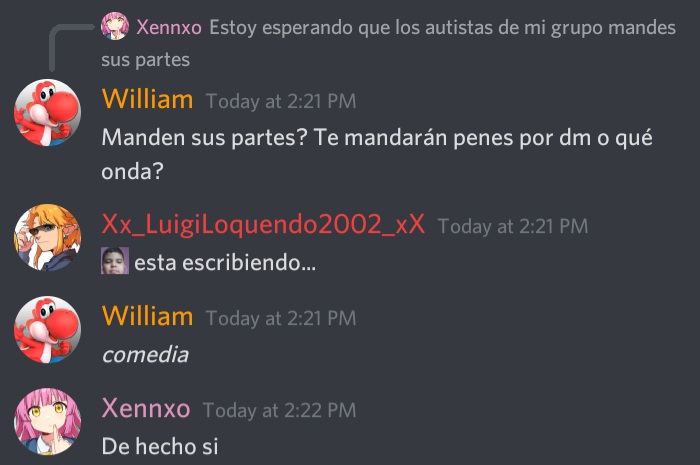 Xennxo Estoy esperando que los autistas de mi grupo mandes
sus partes
William Today at 2:21 PM
Manden sus partes? Te mandarán penes por dm o qué
onda?
Xx_LuigiLoquendo2002_xX Today at 2:21 PM
esta escribiendo...
William Today at 2:21 PM
comedia
Xennxo Today at 2:22 PM
De hecho si